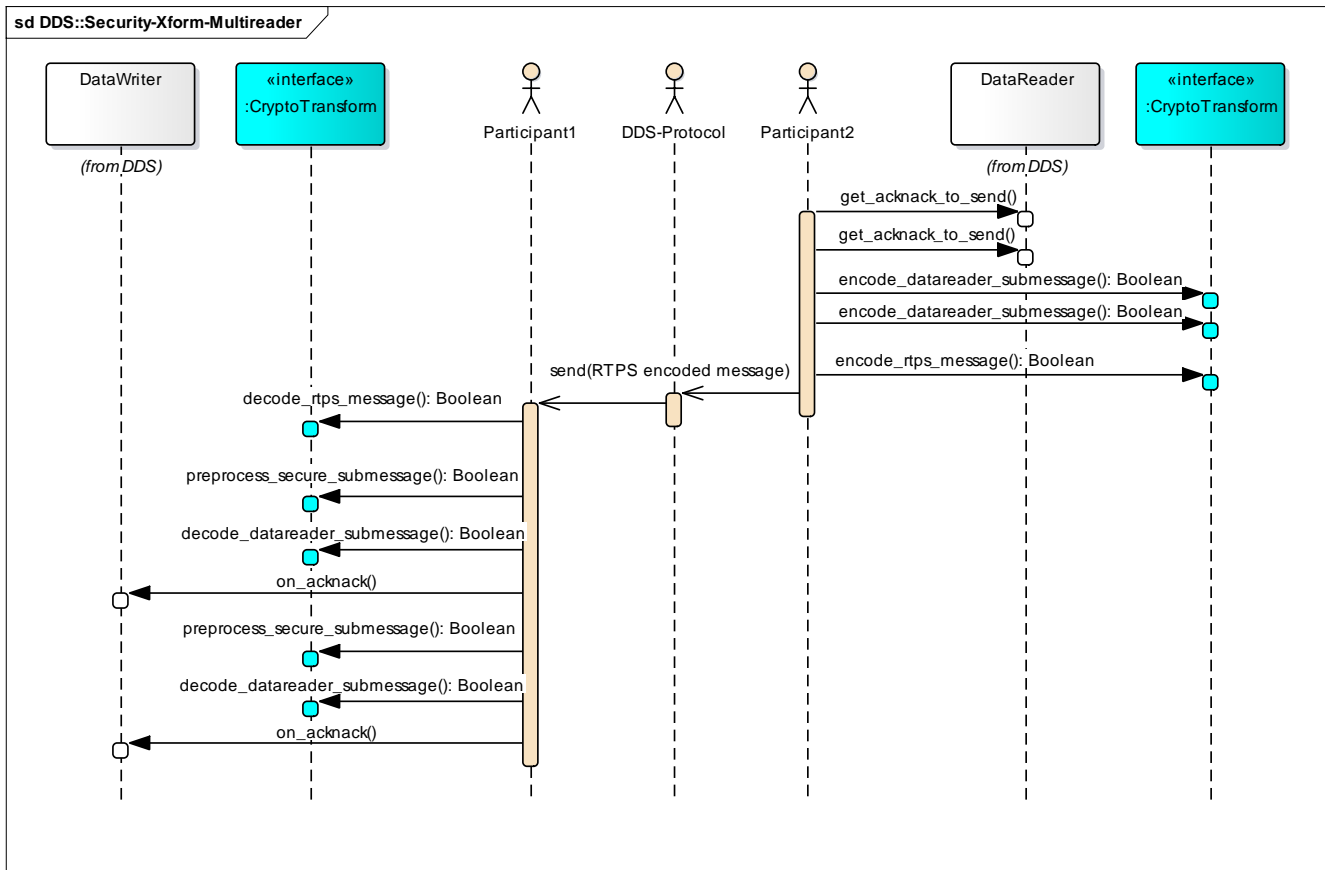 sd DDS::Security-Xform-Multireader
DataWriter
(from DDS)
«interface»
:CryptoTransform
Participant1
DDS-Protocol
Participant2
DataReader
(from DDS)
«interface»
:CryptoTransform
get_acknack_to_send()
get_acknack_to_send()
encode_datareader_submessage(): Boolean
encode_datareader_submessage(): Boolean
encode_rtps_message(): Boolean
send(RTPS encoded message)
decode_rtps_message(): Boolean
preprocess_secure_submessage(): Boolean
decode_datareader_submessage(): Boolean
on_acknack()
preprocess_secure_submessage(): Boolean
decode_datareader_submessage(): Boolean
on_acknack()